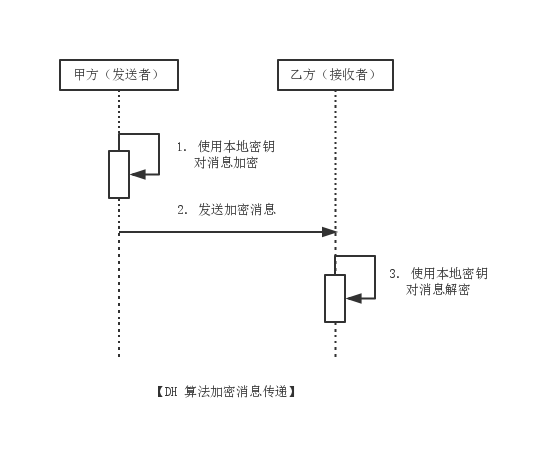 甲方（发送者）
乙方（接收者）
1. 使用本地密钥
对消息加密
2. 发送加密消息
3. 使用本地密钥
对消息解密
【DH 算法加密消息传递】